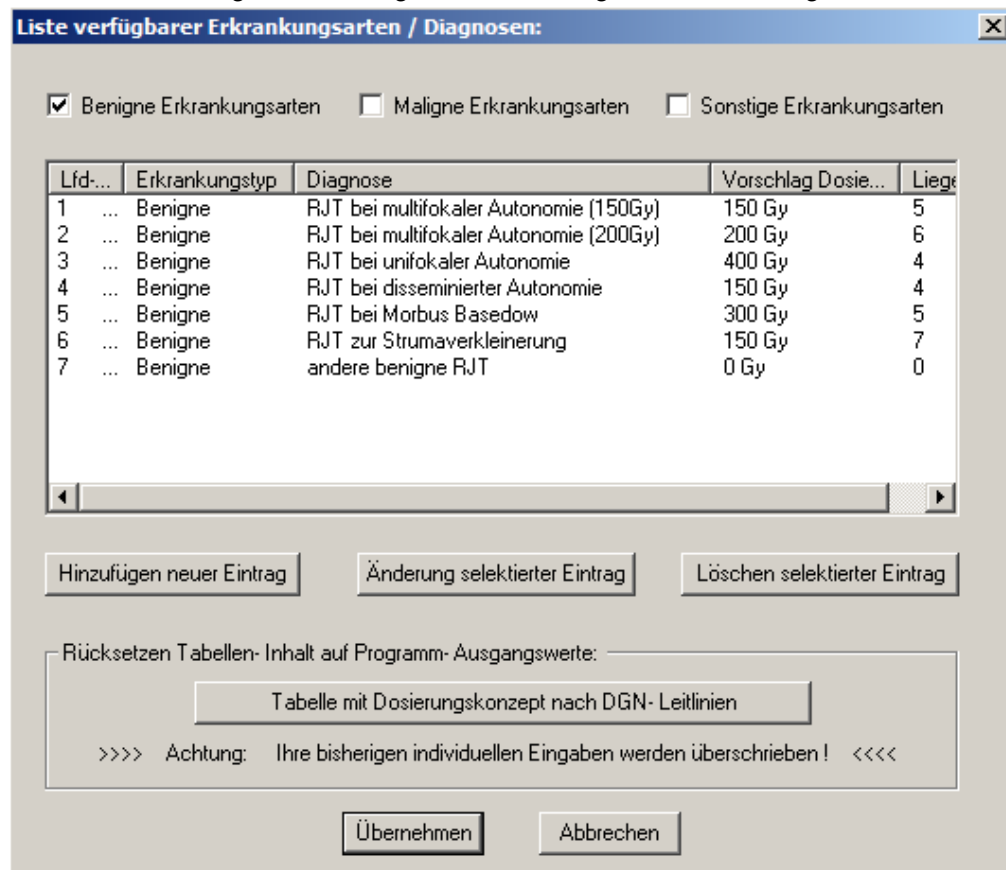 Liste verfügbarer Erkrankungsarten / Diagnosen:
Benigne Erkrankungsarten Maligne Erkrankungsarten Sonstige Erkrankungsarten
Lfd-... Erkrankungstyp Diagnose Vorschlag Dosie... Liege
1 ... Benigne RJT bei multifokaler Autonomie (150Gy) 150 Gy 5
2 ... Benigne RJT bei multifokaler Autonomie (200Gy) 200 Gy 6
3 ... Benigne RJT bei unifokaler Autonomie 400 Gy 4
4 ... Benigne RJT bei disseminierter Autonomie 150 Gy 4
5 ... Benigne RJT bei Morbus Basedow 300 Gy 5
6 ... Benigne RJT zur Strumaverkleinerung 150 Gy 7
7 ... Benigne andere benigne RJT 0 Gy 0
Hinzufügen neuer Eintrag Änderung selektierter Eintrag Löschen selektierter Eintrag
Rücksetzen Tabellen- Inhalt auf Programm- Ausgangswerte:
Tabelle mit Dosierungskonzept nach DGN- Leitlinien
>>>> Achtung: Ihre bisherigen individuellen Eingaben werden überschrieben ! <<<<
Übernehmen Abbrechen